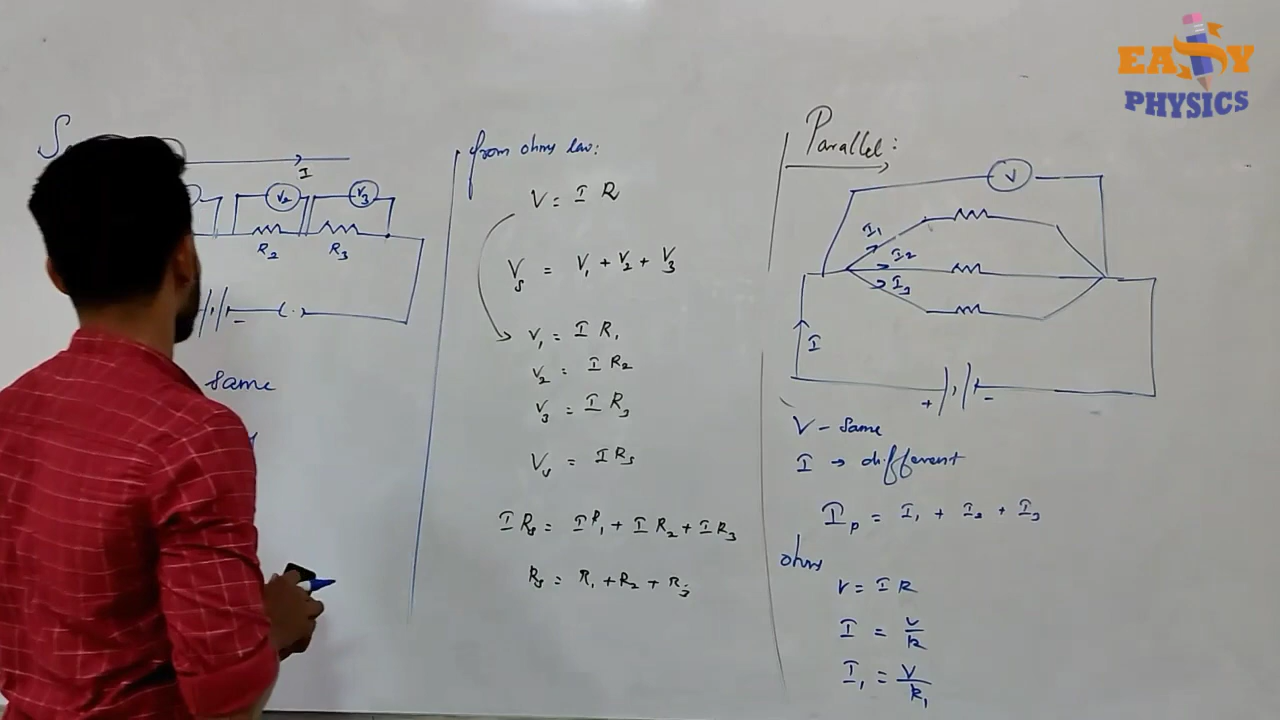 EASY
PHYSICS
I
V2 V3
R2 R3
-
same
from ohms law:
V = I R
Vs = V1 + V2 + V3
V1 = I R1
V2 = I R2
V3 = I R3
Vs = I Rs
I Rs = I R1 + I R2 + I R3
Rs = R1 + R2 + R3
Parallel:
V
I1
I2
I3
I
+ -
V - same
I → different
Ip = I1 + I2 + I3
ohms
V = I R
I = V/R
I1 = V/R1